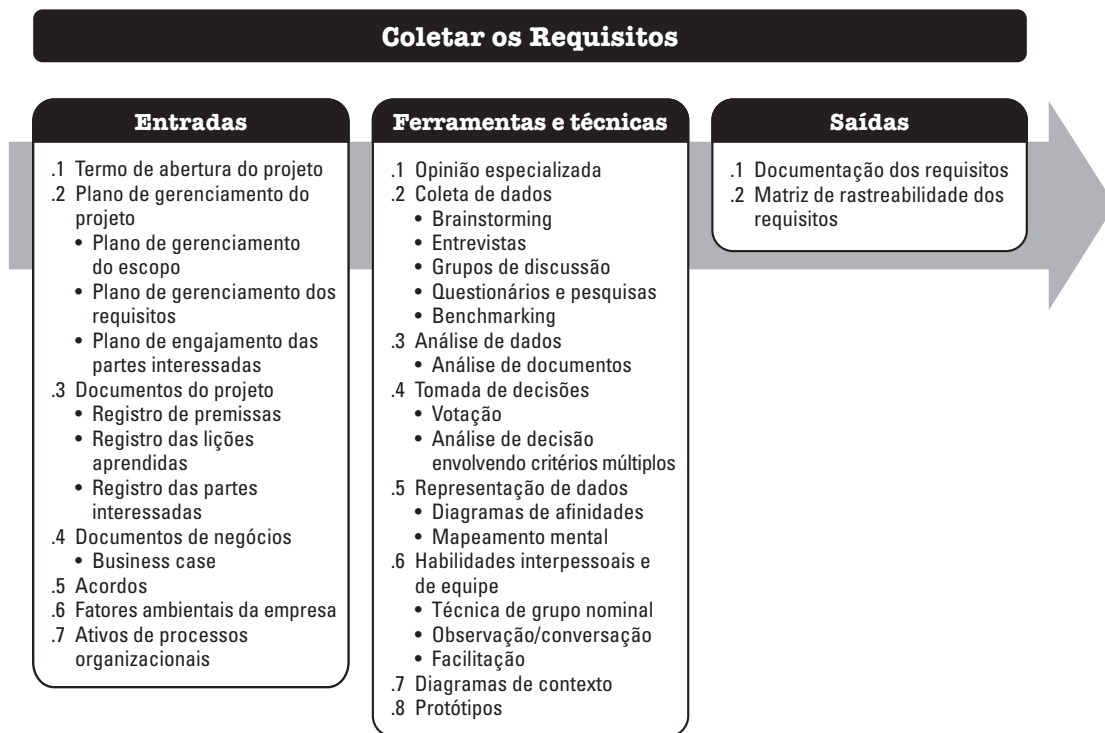 Coletar os Requisitos
Entradas
.1 Termo de abertura do projeto
.2 Plano de gerenciamento do
projeto
• Plano de gerenciamento
do escopo
• Plano de gerenciamento dos
requisitos
• Plano de engajamento das
partes interessadas
.3 Documentos do projeto
• Registro de premissas
• Registro das lições
aprendidas
• Registro das partes
interessadas
.4 Documentos de negócios
• Business case
.5 Acordos
.6 Fatores ambientais da empresa
.7 Ativos de processos
organizacionais
Ferramentas e técnicas
.1 Opinião especializada
.2 Coleta de dados
• Brainstorming
• Entrevistas
• Grupos de discussão
• Questionários e pesquisas
• Benchmarking
.3 Análise de dados
• Análise de documentos
.4 Tomada de decisões
• Votação
• Análise de decisão
envolvendo critérios múltiplos
.5 Representação de dados
• Diagramas de afinidades
• Mapeamento mental
.6 Habilidades interpessoais e
de equipe
• Técnica de grupo nominal
• Observação/conversação
• Facilitação
.7 Diagramas de contexto
.8 Protótipos
Saídas
.1 Documentação dos requisitos
.2 Matriz de rastreabilidade dos
requisitos